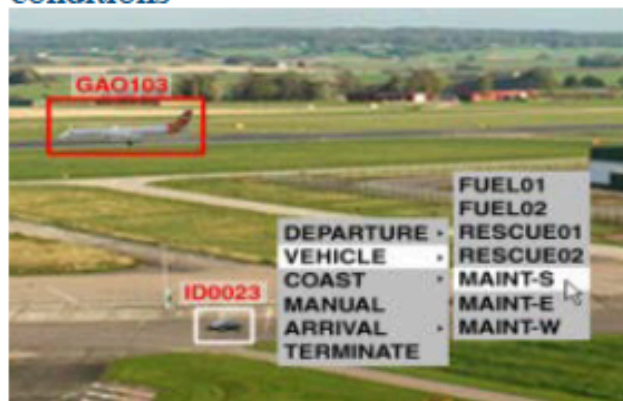 GAO103
FUEL01
FUEL02
DEPARTURE
RESCUE01
VEHICLE
RESCUE02
COAST
MAINT-S
ID0023
MANUAL
MAINT-E
ARRIVAL
MAINT-W
TERMINATE